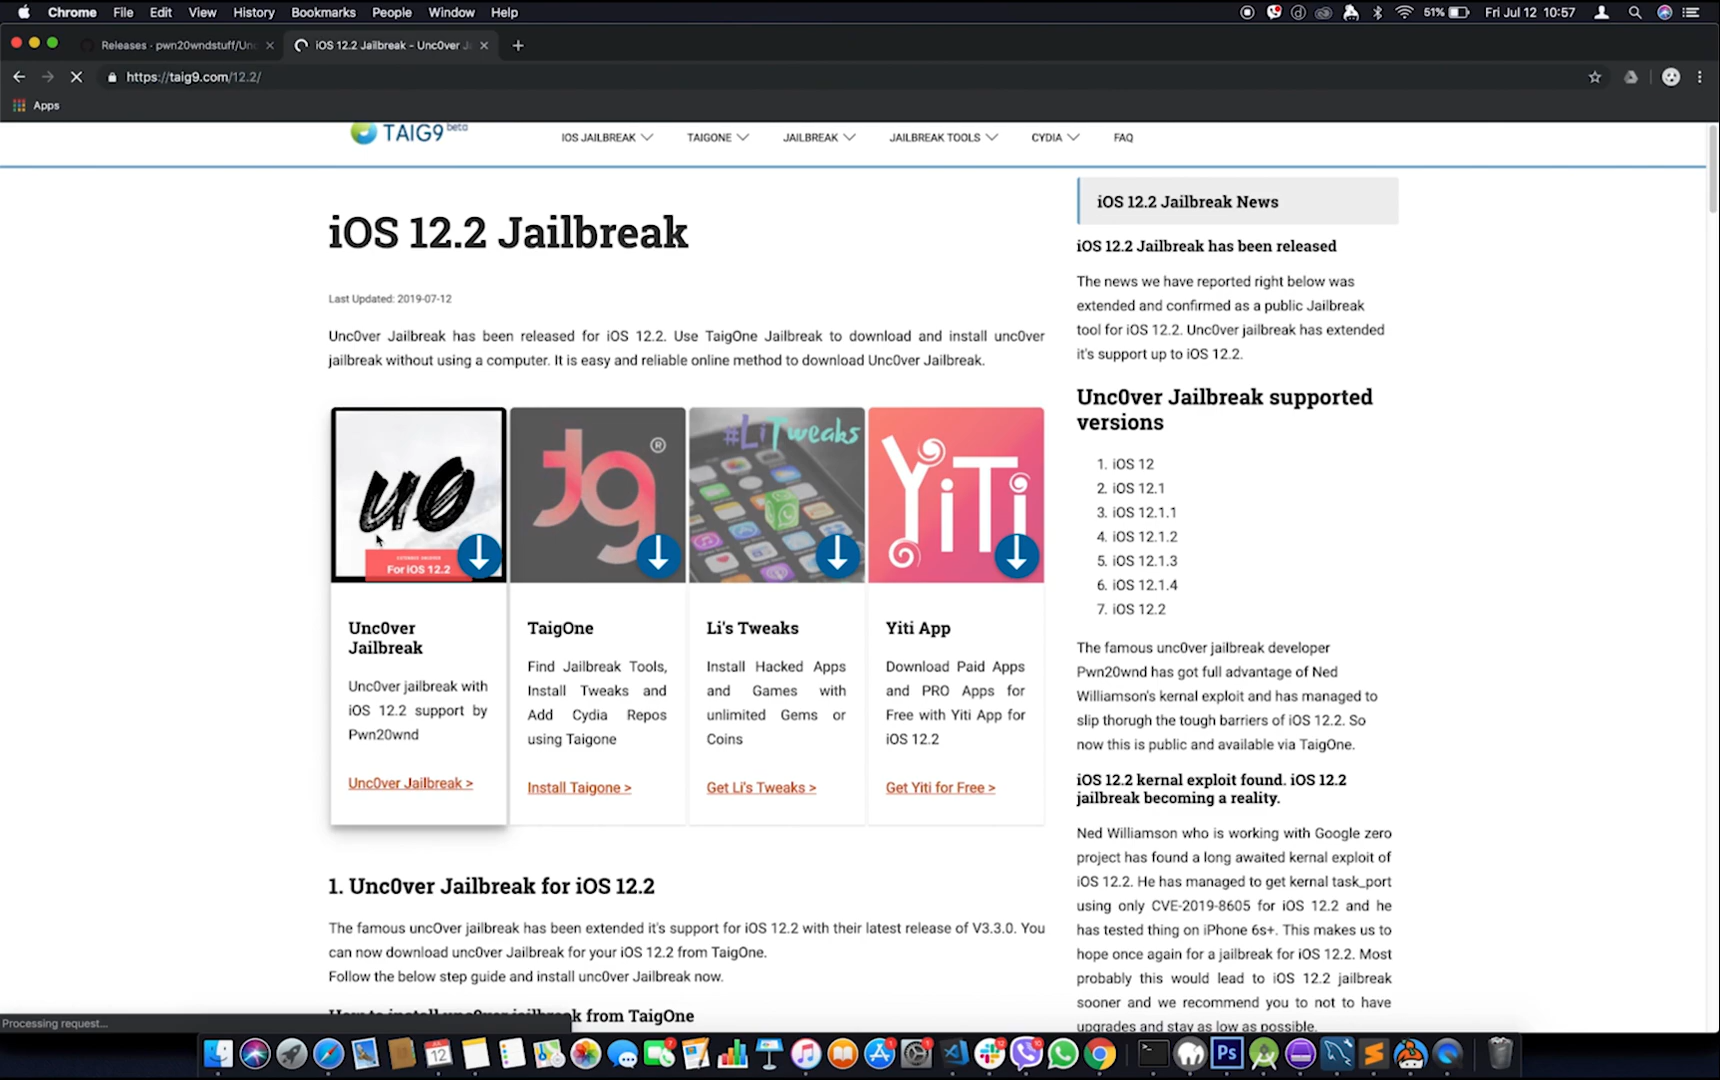 Chrome File Edit View History Bookmarks People Window Help 51% Fri Jul 12 10:57
Releases · pwn20wndstuff/Unc iOS 12.2 Jailbreak – Unc0ver J
https://taig9.com/12.2/
Apps
TAIG9 beta IOS JAILBREAK TAIGONE JAILBREAK JAILBREAK TOOLS CYDIA FAQ
iOS 12.2 Jailbreak
Last Updated: 2019-07-12
Unc0ver Jailbreak has been released for iOS 12.2. Use TaigOne Jailbreak to download and install unc0ver
jailbreak without using a computer. It is easy and reliable online method to download Unc0ver Jailbreak.
u0
EXTENDED SUPPORT
For iOS 12.2
Unc0ver
Jailbreak
Unc0ver jailbreak with
iOS 12.2 support by
Pwn20wnd
Unc0ver Jailbreak >
Tg ®
TaigOne
Find Jailbreak Tools,
Install Tweaks and
Add Cydia Repos
using Taigone
Install Taigone >
#LiTweaks
Li's Tweaks
Install Hacked Apps
and Games with
unlimited Gems or
Coins
Get Li's Tweaks >
YiTi
Yiti App
Download Paid Apps
and PRO Apps for
Free with Yiti App for
iOS 12.2
Get Yiti for Free >
1. Unc0ver Jailbreak for iOS 12.2
The famous unc0ver jailbreak has been extended it's support for iOS 12.2 with their latest release of V3.3.0. You
can now download unc0ver Jailbreak for your iOS 12.2 from TaigOne.
Follow the below step guide and install unc0ver Jailbreak now.
How to install unc0ver jailbreak from TaigOne
iOS 12.2 Jailbreak News
iOS 12.2 Jailbreak has been released
The news we have reported right below was
extended and confirmed as a public Jailbreak
tool for iOS 12.2. Unc0ver jailbreak has extended
it's support up to iOS 12.2.
Unc0ver Jailbreak supported
versions
1. iOS 12
2. iOS 12.1
3. iOS 12.1.1
4. iOS 12.1.2
5. iOS 12.1.3
6. iOS 12.1.4
7. iOS 12.2
The famous unc0ver jailbreak developer
Pwn20wnd has got full advantage of Ned
Williamson's kernal exploit and has managed to
slip thorugh the tough barriers of iOS 12.2. So
now this is public and available via TaigOne.
iOS 12.2 kernal exploit found. iOS 12.2
jailbreak becoming a reality.
Ned Williamson who is working with Google zero
project has found a long awaited kernal exploit of
iOS 12.2. He has managed to get kernal task_port
using only CVE-2019-8605 for iOS 12.2 and he
has tested thing on iPhone 6s+. This makes us to
hope once again for a jailbreak for iOS 12.2. Most
probably this would lead to iOS 12.2 jailbreak
sooner and we recommend you to not to have
upgrades and stay as low as possible.
Processing request...
12
Ps